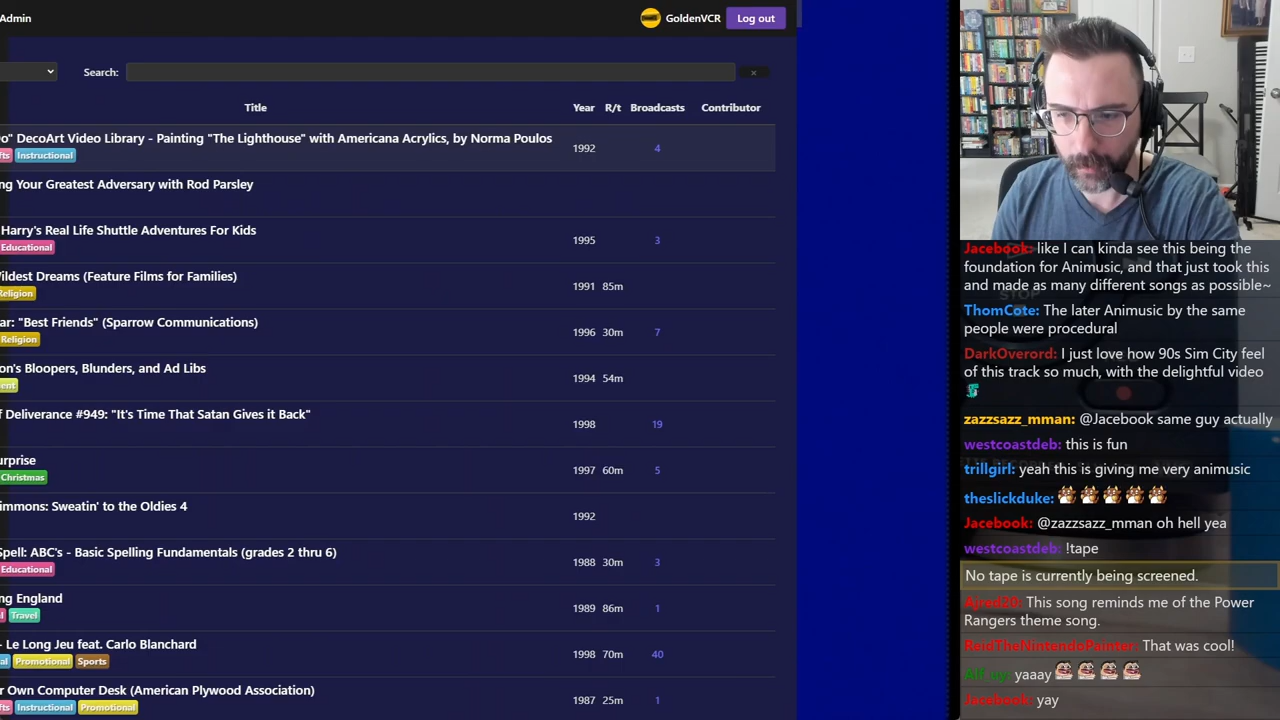 Admin
GoldenVCR
Log out
Search:
×
Title Year R/t Broadcasts Contributor
o" DecoArt Video Library - Painting "The Lighthouse" with Americana Acrylics, by Norma Poulos 1992 4
fts Instructional
ng Your Greatest Adversary with Rod Parsley
Harry's Real Life Shuttle Adventures For Kids 1995 3
Educational
Wildest Dreams (Feature Films for Families) 1991 85m
Religion
ar: "Best Friends" (Sparrow Communications) 1996 30m 7
Religion
on's Bloopers, Blunders, and Ad Libs 1994 54m
ent
f Deliverance #949: "It's Time That Satan Gives it Back" 1998 19
urprise 1997 60m 5
Christmas
immons: Sweatin' to the Oldies 4 1992
Spell: ABC's - Basic Spelling Fundamentals (grades 2 thru 6) 1988 30m 3
Educational
ng England 1989 86m 1
l Travel
- Le Long Jeu feat. Carlo Blanchard 1998 70m 40
al Promotional Sports
r Own Computer Desk (American Plywood Association) 1987 25m 1
fts Instructional Promotional
Jacebook: like I can kinda see this being the
foundation for Animusic, and that just took this
and made as many different songs as possible~
ThomCote: The later Animusic by the same
people were procedural
DarkOverord: I just love how 90s Sim City feel
of this track so much, with the delightful video
zazzsazz_mman: @Jacebook same guy actually
westcoastdeb: this is fun
trillgirl: yeah this is giving me very animusic
theslickduke:
Jacebook: @zazzsazz_mman oh hell yea
westcoastdeb: !tape
No tape is currently being screened.
Ajred20: This song reminds me of the Power
Rangers theme song.
ReidTheNintendoPainter: That was cool!
yaaay
Jacebook: yay
STOP